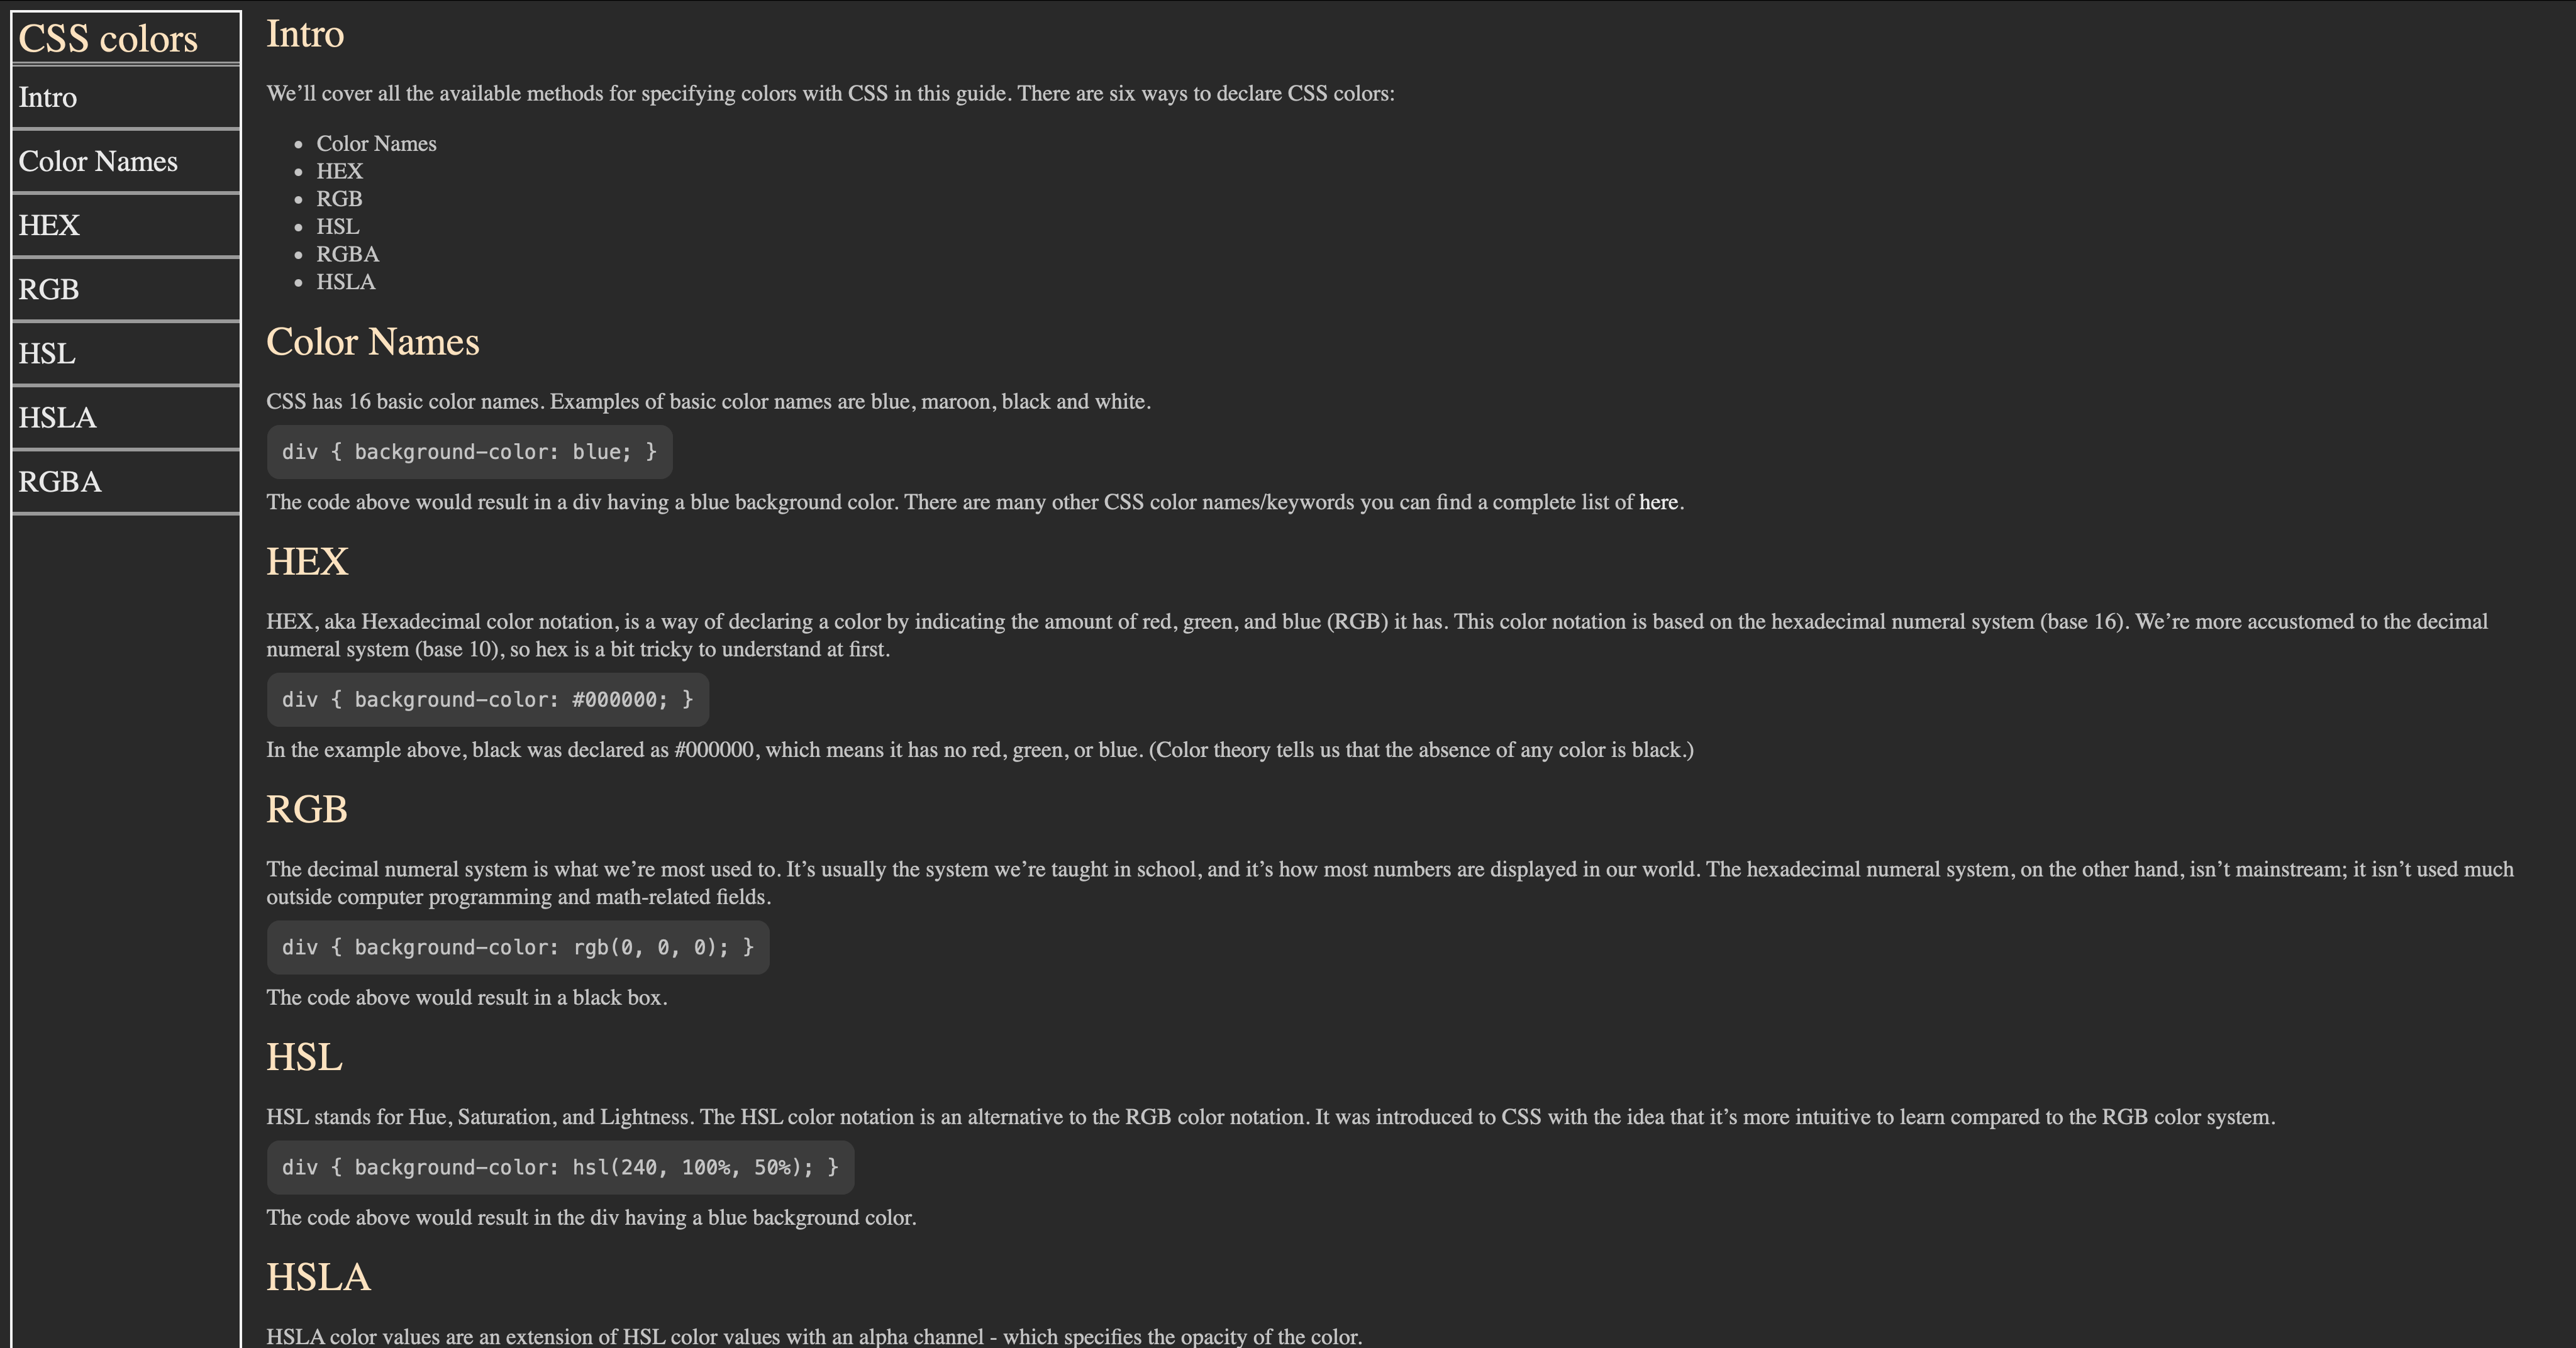 CSS colors
Intro
Color Names
HEX
RGB
HSL
HSLA
RGBA
Intro
We’ll cover all the available methods for specifying colors with CSS in this guide. There are six ways to declare CSS colors:
• Color Names
• HEX
• RGB
• HSL
• RGBA
• HSLA
Color Names
CSS has 16 basic color names. Examples of basic color names are blue, maroon, black and white.
div { background-color: blue; }
The code above would result in a div having a blue background color. There are many other CSS color names/keywords you can find a complete list of here.
HEX
HEX, aka Hexadecimal color notation, is a way of declaring a color by indicating the amount of red, green, and blue (RGB) it has. This color notation is based on the hexadecimal numeral system (base 16). We’re more accustomed to the decimal
numeral system (base 10), so hex is a bit tricky to understand at first.
div { background-color: #000000; }
In the example above, black was declared as #000000, which means it has no red, green, or blue. (Color theory tells us that the absence of any color is black.)
RGB
The decimal numeral system is what we’re most used to. It’s usually the system we’re taught in school, and it’s how most numbers are displayed in our world. The hexadecimal numeral system, on the other hand, isn’t mainstream; it isn’t used much
outside computer programming and math-related fields.
div { background-color: rgb(0, 0, 0); }
The code above would result in a black box.
HSL
HSL stands for Hue, Saturation, and Lightness. The HSL color notation is an alternative to the RGB color notation. It was introduced to CSS with the idea that it’s more intuitive to learn compared to the RGB color system.
div { background-color: hsl(240, 100%, 50%); }
The code above would result in the div having a blue background color.
HSLA
HSLA color values are an extension of HSL color values with an alpha channel - which specifies the opacity of the color.